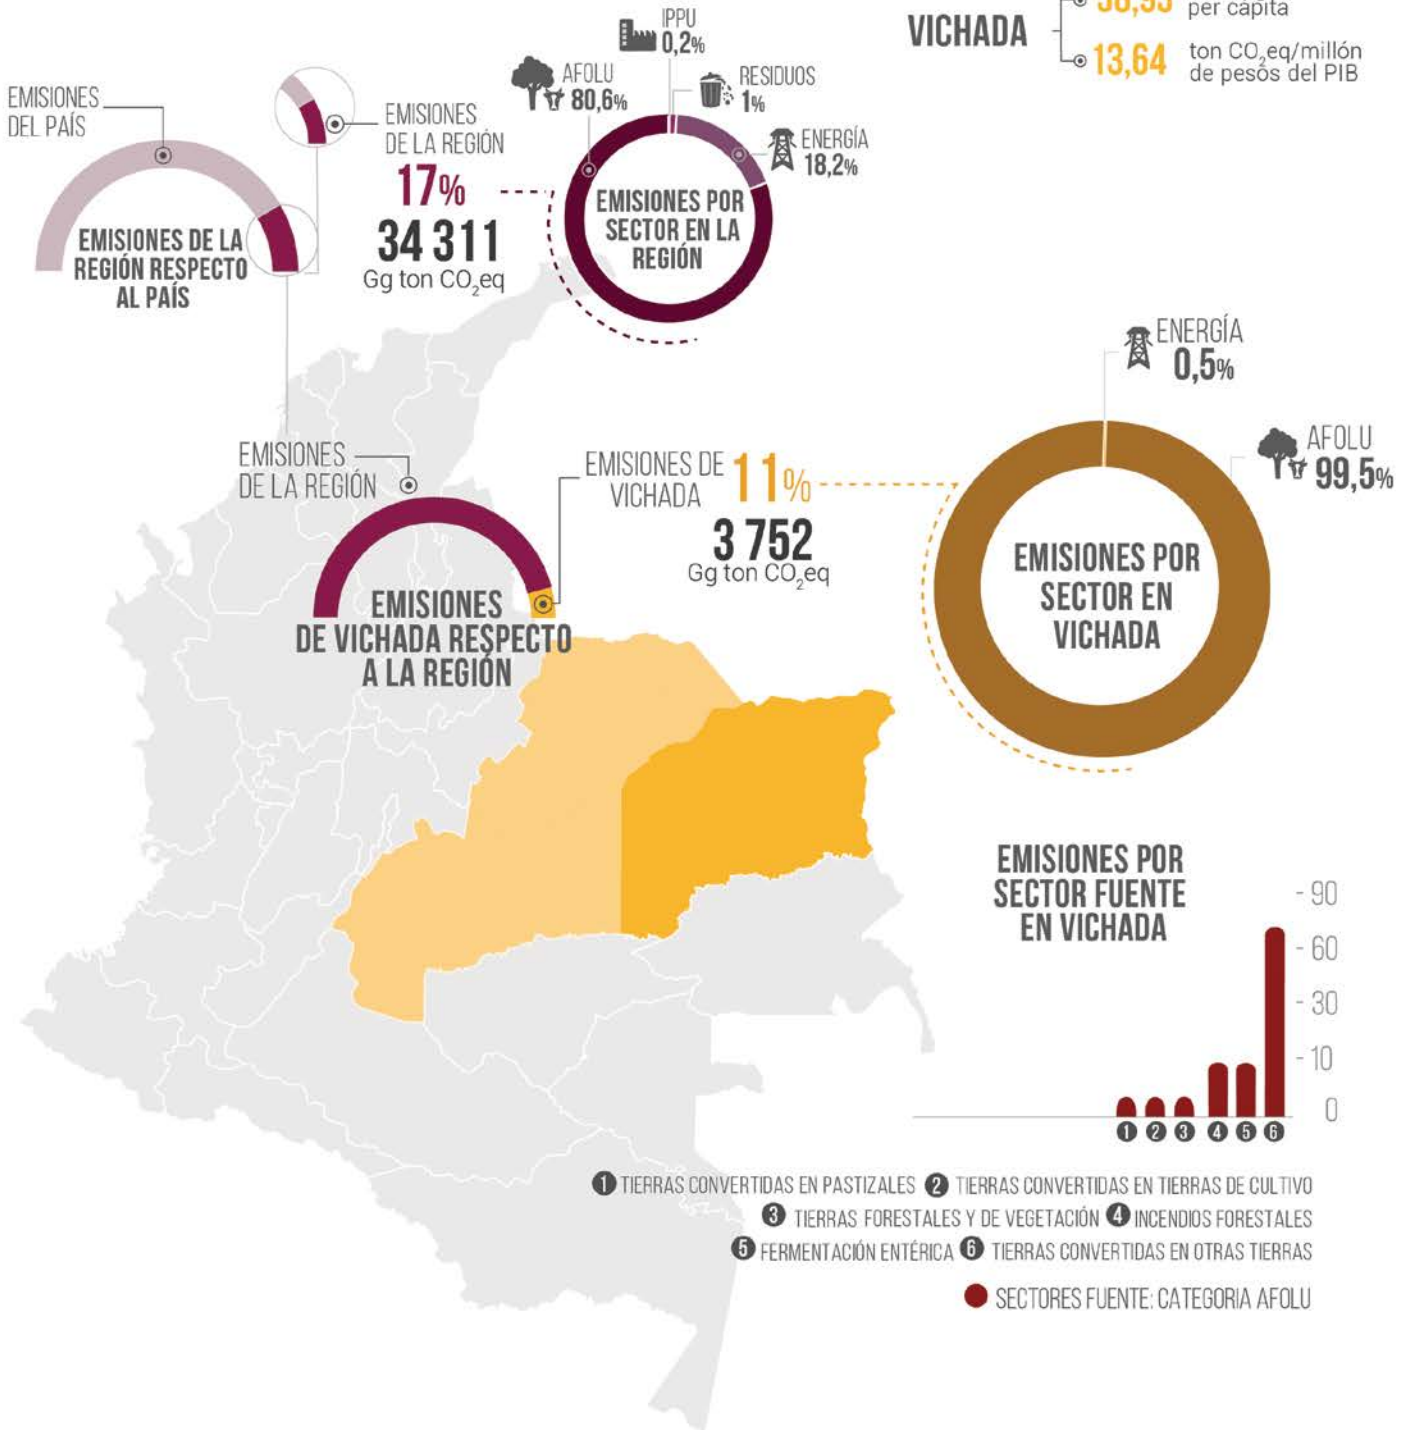 VICHADA
per cápita
13,64
ton CO₂eq/millón
de pesos del PIB
IPPU
0,2%
AFOLU
80,6%
RESIDUOS
1%
ENERGÍA
18,2%
EMISIONES
DEL PAÍS
EMISIONES
DE LA REGIÓN
17%
34 311
Gg ton CO₂eq
EMISIONES DE LA
REGIÓN RESPECTO
AL PAÍS
EMISIONES POR
SECTOR EN LA
REGIÓN
ENERGÍA
0,5%
AFOLU
99,5%
EMISIONES
DE LA REGIÓN
EMISIONES DE
VICHADA
11%
3 752
Gg ton CO₂eq
EMISIONES
DE VICHADA RESPECTO
A LA REGIÓN
EMISIONES POR
SECTOR EN
VICHADA
EMISIONES POR
SECTOR FUENTE
EN VICHADA
- 90
- 60
- 30
- 10
0
1 2 3 4 5 6
1 TIERRAS CONVERTIDAS EN PASTIZALES 2 TIERRAS CONVERTIDAS EN TIERRAS DE CULTIVO
3 TIERRAS FORESTALES Y DE VEGETACIÓN 4 INCENDIOS FORESTALES
5 FERMENTACIÓN ENTÉRICA 6 TIERRAS CONVERTIDAS EN OTRAS TIERRAS
SECTORES FUENTE: CATEGORIA AFOLU